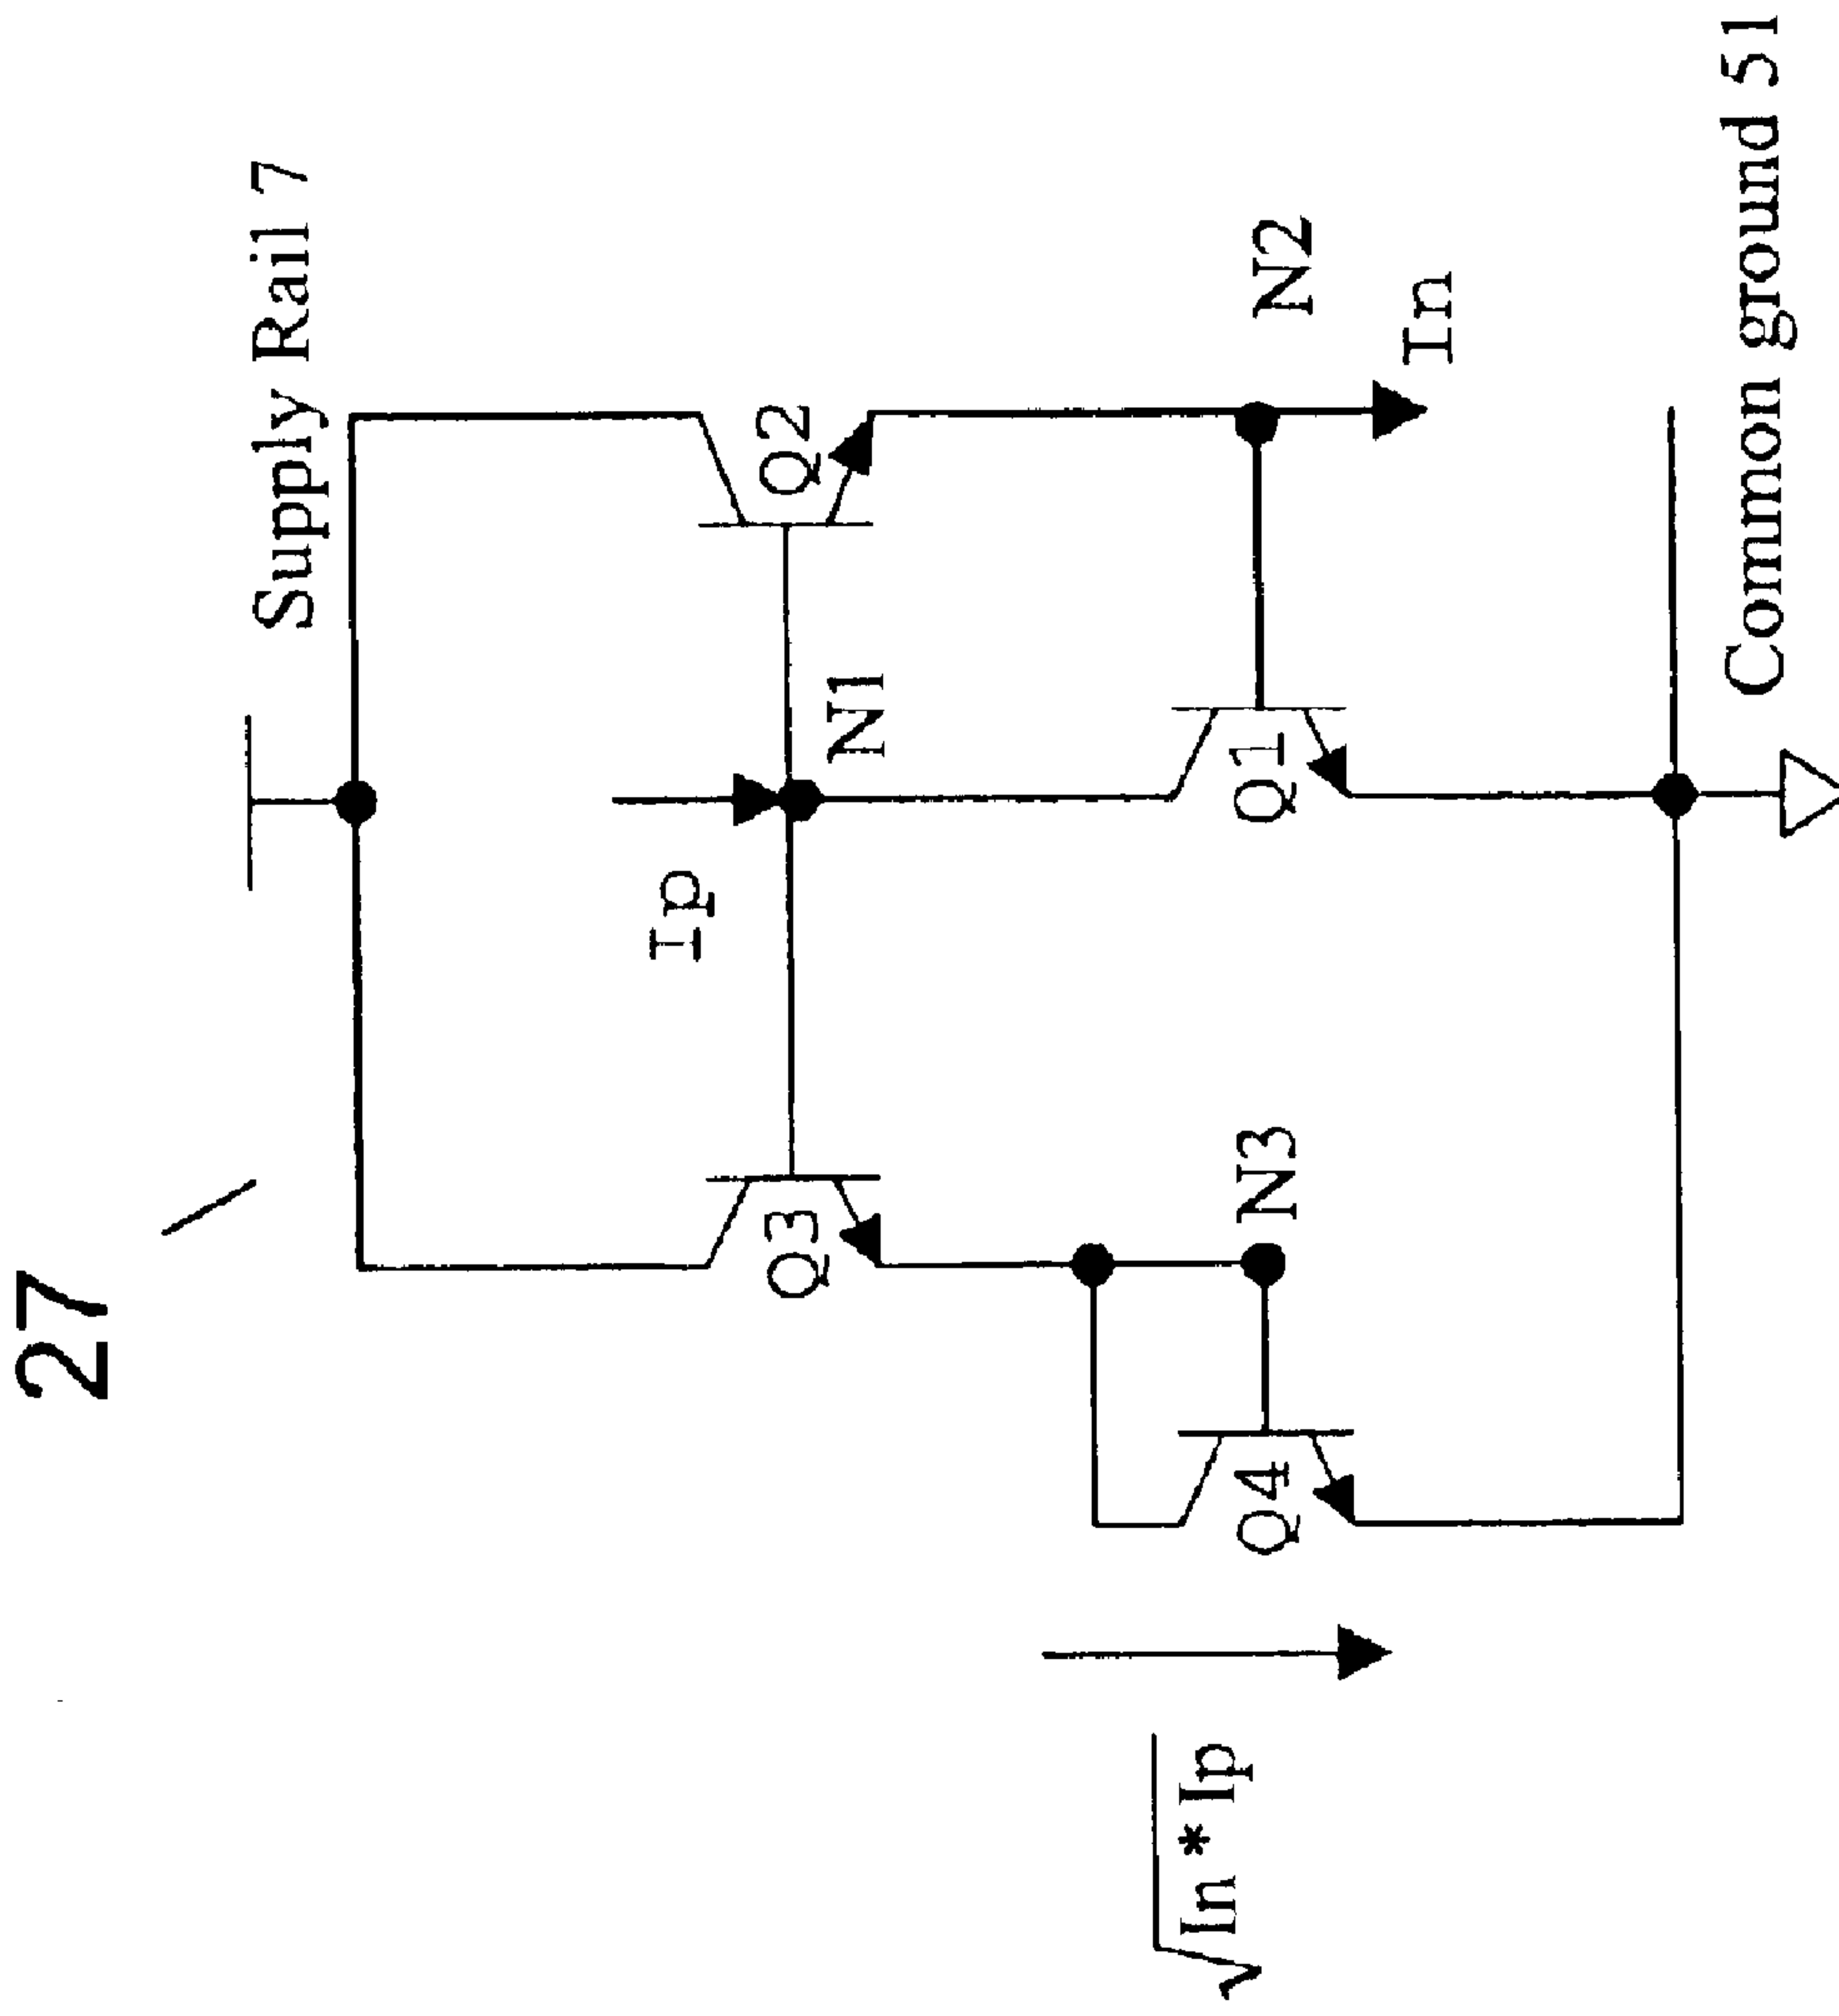 27
Supply Rail 7
Ip
Q3
Q2
N1
N3
N2
Q4
Q1
In
√In * Ip
Common ground 51